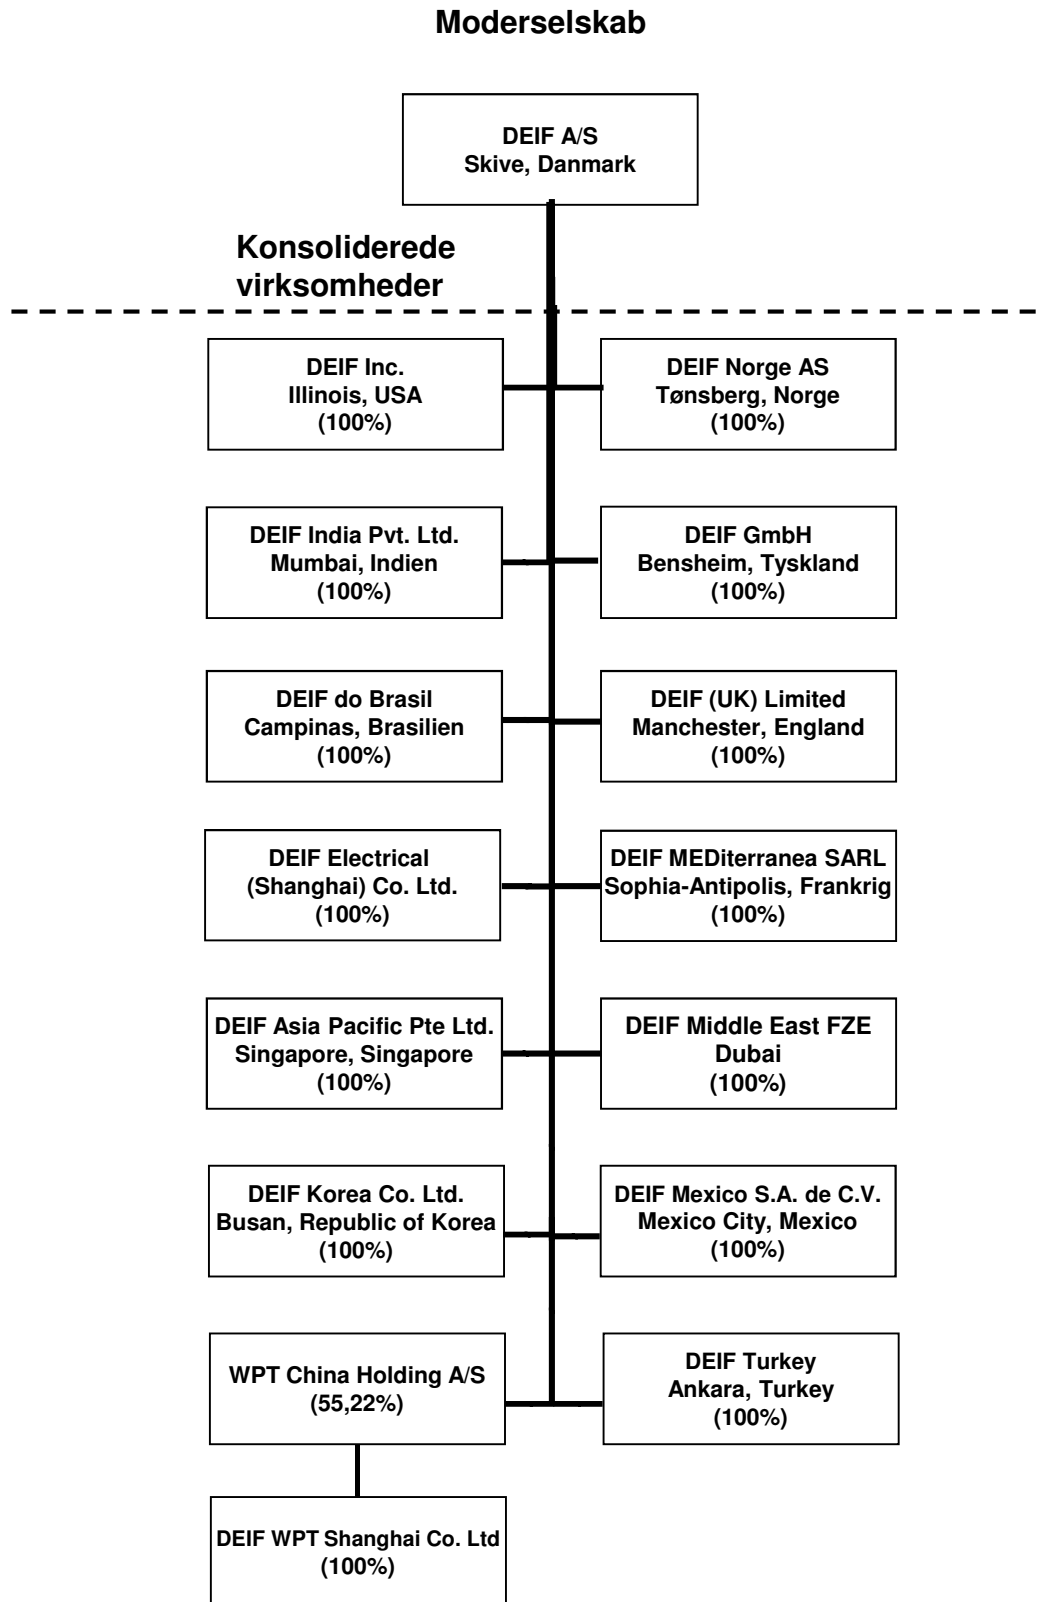 Moderselskab
DEIF A/S
Skive, Danmark
Konsoliderede
virksomheder
DEIF Inc.
Illinois, USA
(100%)
DEIF Norge AS
Tønsberg, Norge
(100%)
DEIF India Pvt. Ltd.
Mumbai, Indien
(100%)
DEIF GmbH
Bensheim, Tyskland
(100%)
DEIF do Brasil
Campinas, Brasilien
(100%)
DEIF (UK) Limited
Manchester, England
(100%)
DEIF Electrical
(Shanghai) Co. Ltd.
(100%)
DEIF MEDiterranea SARL
Sophia-Antipolis, Frankrig
(100%)
DEIF Asia Pacific Pte Ltd.
Singapore, Singapore
(100%)
DEIF Middle East FZE
Dubai
(100%)
DEIF Korea Co. Ltd.
Busan, Republic of Korea
(100%)
DEIF Mexico S.A. de C.V.
Mexico City, Mexico
(100%)
WPT China Holding A/S
(55,22%)
DEIF Turkey
Ankara, Turkey
(100%)
DEIF WPT Shanghai Co. Ltd
(100%)